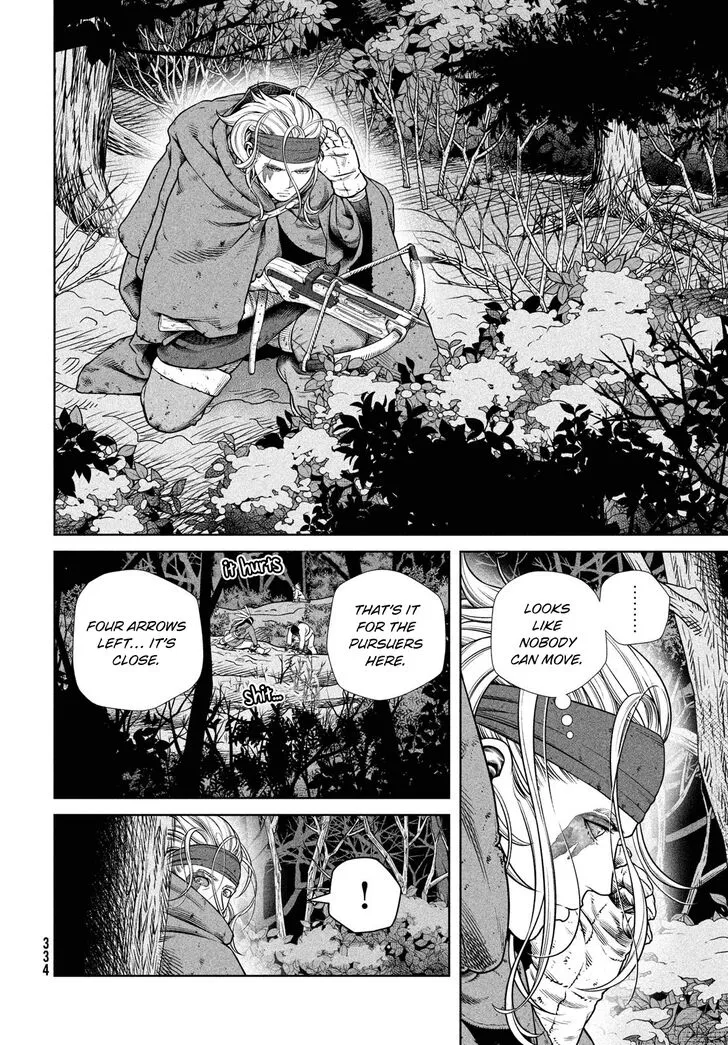 ........
LOOKS
LIKE
NOBODY
CAN MOVE.
it hurts
THAT'S IT
FOR THE
PURSUERS
HERE.
FOUR ARROWS
LEFT... IT'S
CLOSE.
shit...
!
334